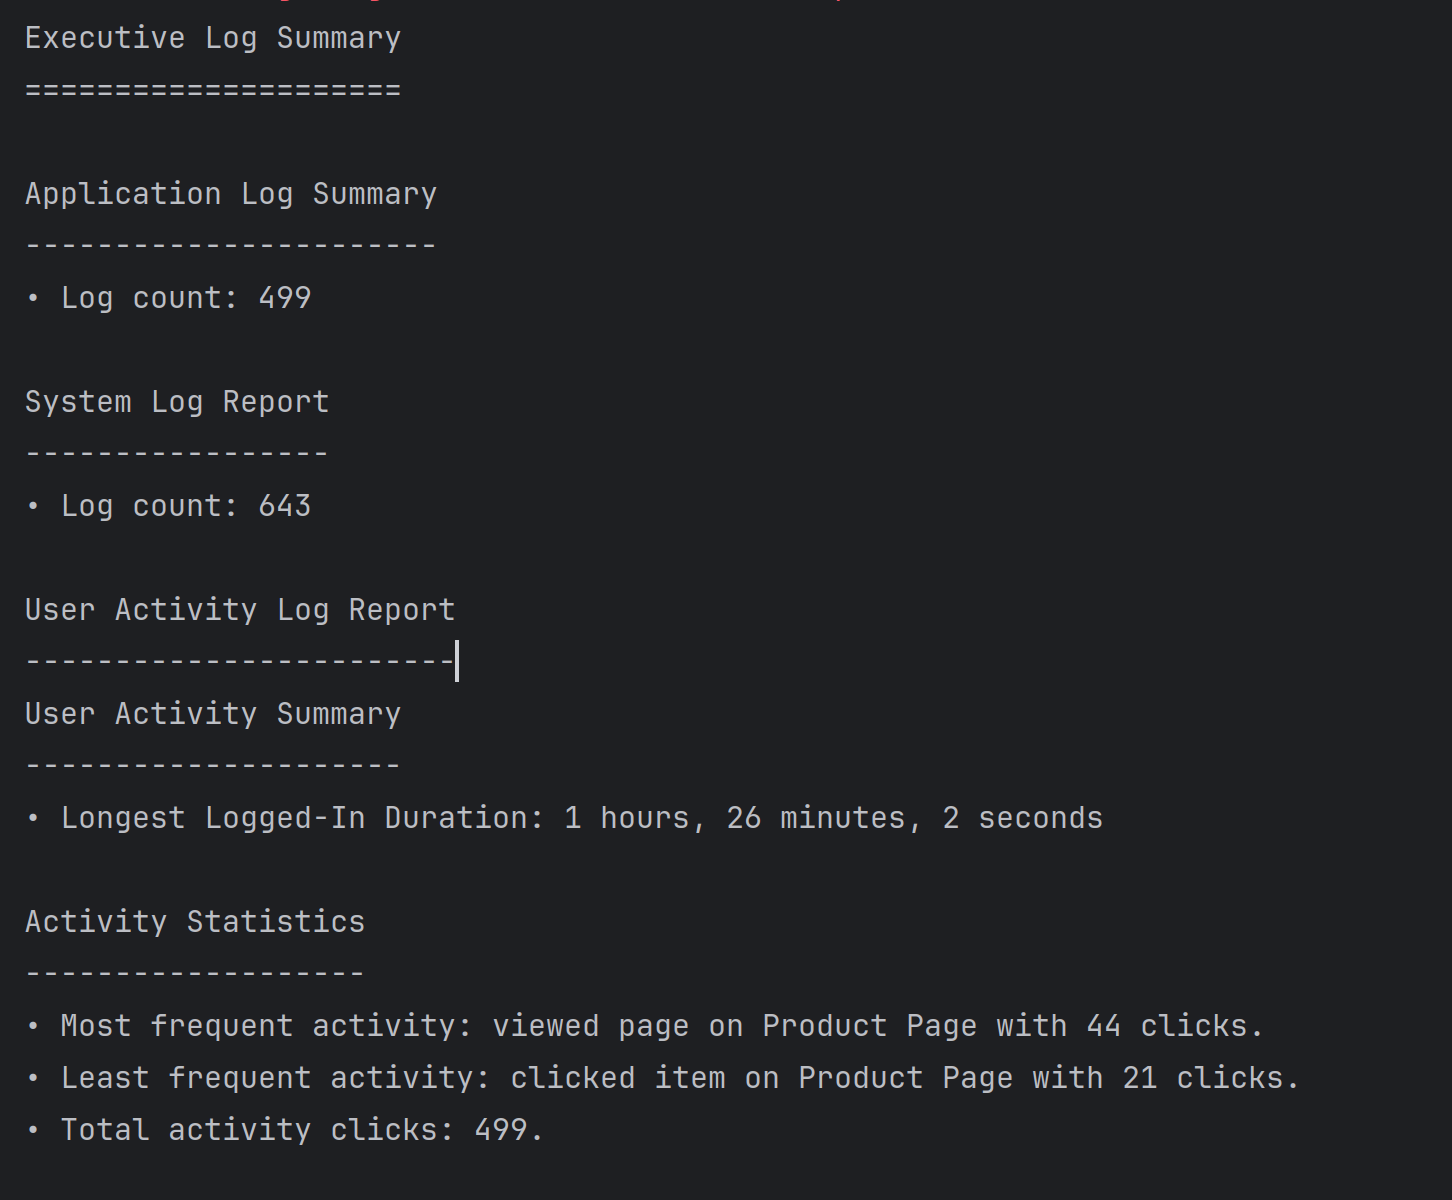 Executive Log Summary
=====================
Application Log Summary
-----------------------
• Log count: 499
System Log Report
-----------------
• Log count: 643
User Activity Log Report
------------------------
User Activity Summary
---------------------
• Longest Logged-In Duration: 1 hours, 26 minutes, 2 seconds
Activity Statistics
-------------------
• Most frequent activity: viewed page on Product Page with 44 clicks.
• Least frequent activity: clicked item on Product Page with 21 clicks.
• Total activity clicks: 499.